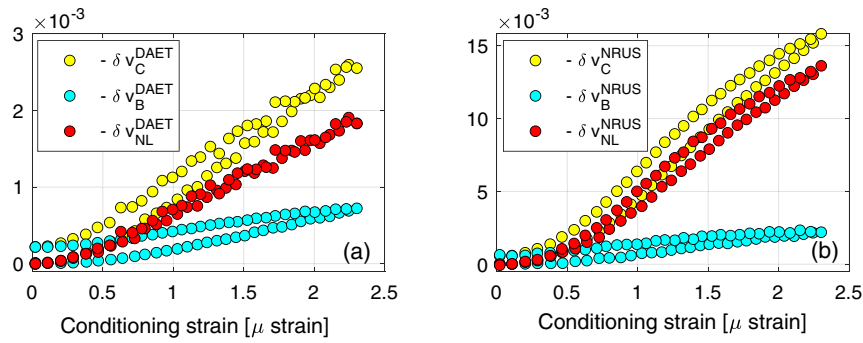 ×10⁻³
3
2
1
0
- δ v_C^DAET
- δ v_B^DAET
- δ v_NL^DAET
(a)
0 0.5 1 1.5 2 2.5
Conditioning strain [μ strain]
×10⁻³
15
10
5
0
- δ v_C^NRUS
- δ v_B^NRUS
- δ v_NL^NRUS
(b)
0 0.5 1 1.5 2 2.5
Conditioning strain [μ strain]